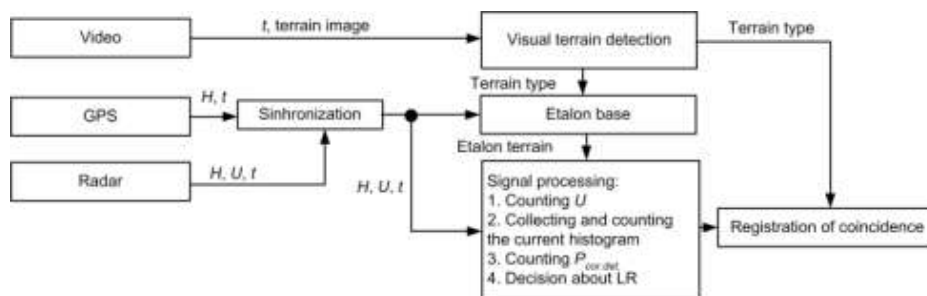 Video
t, terrain image
Visual terrain detection
Terrain type
Terrain type
GPS
H, t
Sinhronization
Etalon base
Etalon terrain
Radar
H, U, t
H, U, t
Signal processing:
1. Counting U
2. Collecting and counting
the current histogram
3. Counting P cor.det.
4. Decision about LR
Registration of coincidence